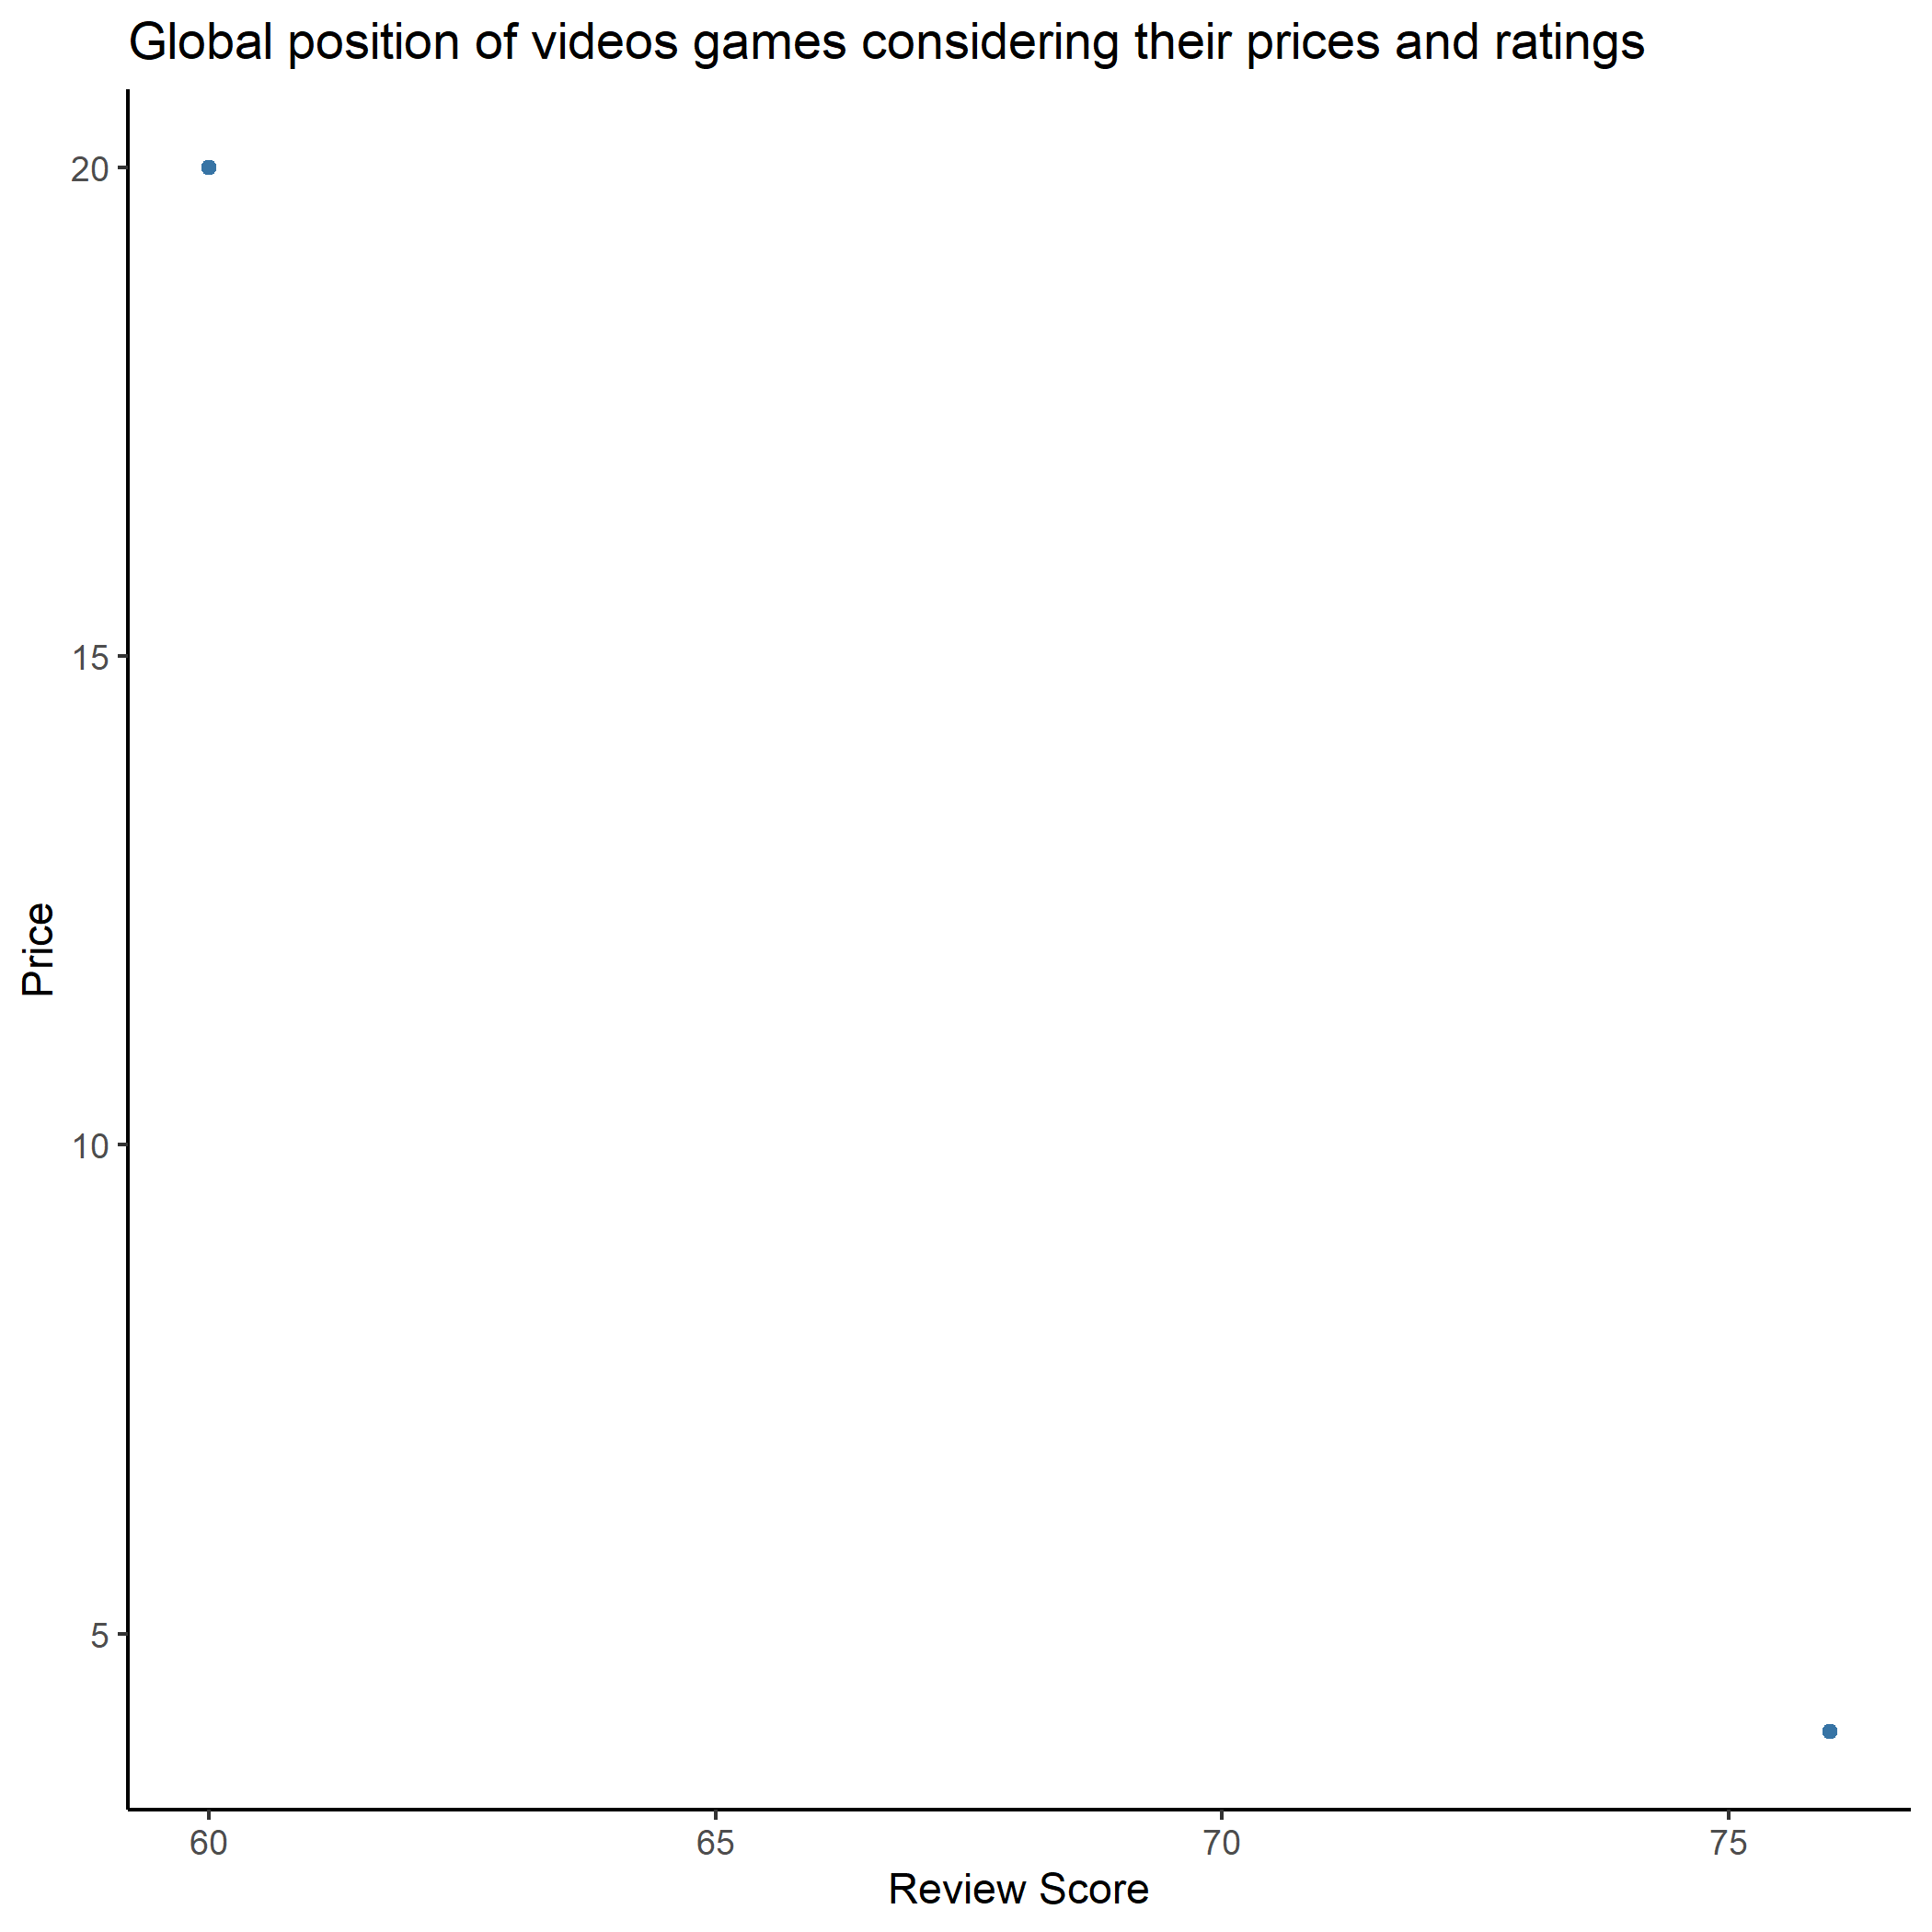 Global position of videos games considering their prices and ratings
20
15
10
5
Price
60 65 70 75
Review Score